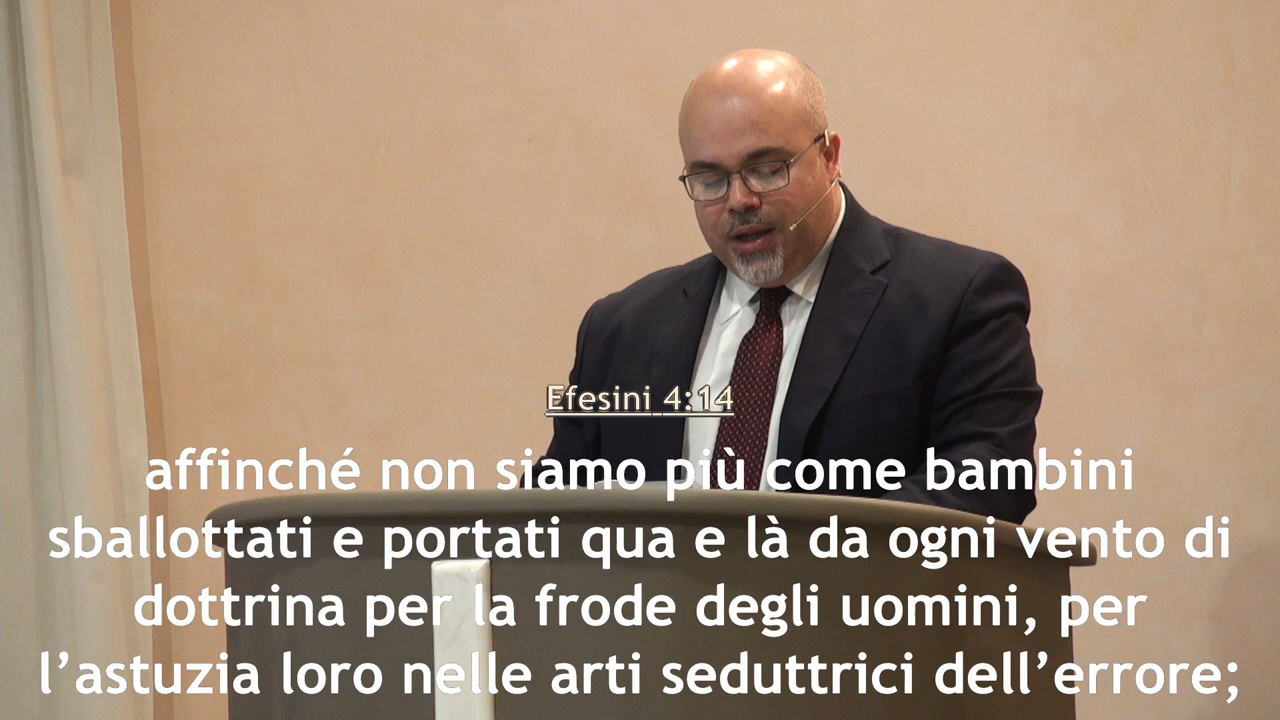 Efesini 4:14
affinché non siamo più come bambini
sballottati e portati qua e là da ogni vento di
dottrina per la frode degli uomini, per
l’astuzia loro nelle arti seduttrici dell’errore;